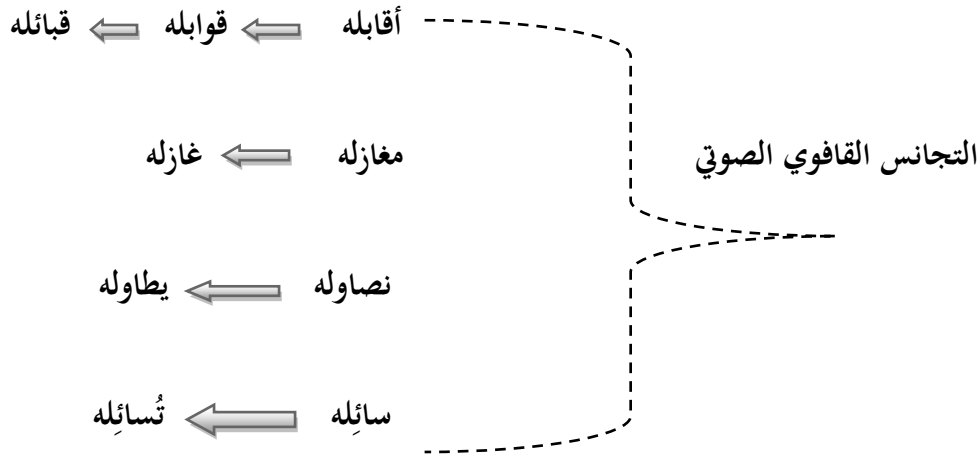 أقابله قوابله قبائله
مغازله غازله
التجانس القافوي الصوتي
نصاوله يطاوله
سائِله تُسائِله